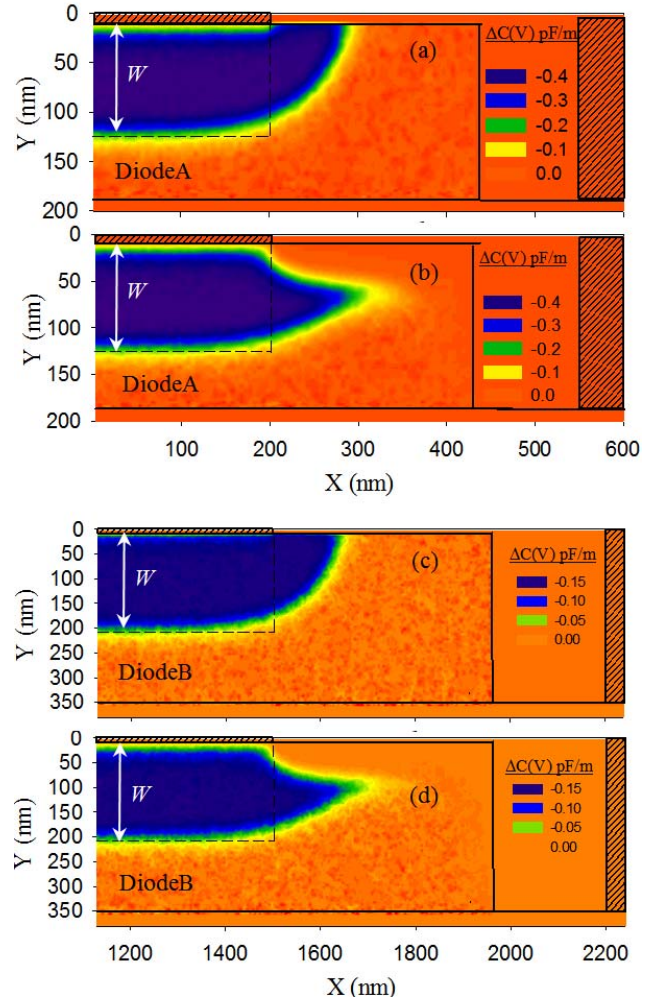 0
50
100
150
200
Y (nm)
W
(a)
DiodeA
ΔC(V) pF/m
-0.4
-0.3
-0.2
-0.1
0.0
0
50
100
150
200
Y (nm)
W
(b)
DiodeA
ΔC(V) pF/m
-0.4
-0.3
-0.2
-0.1
0.0
100 200 300 400 500 600
X (nm)
0
50
100
150
200
250
300
350
Y (nm)
W
(c)
DiodeB
ΔC(V) pF/m
-0.15
-0.10
-0.05
0.00
0
50
100
150
200
250
300
350
Y (nm)
W
(d)
DiodeB
ΔC(V) pF/m
-0.15
-0.10
-0.05
0.00
1200 1400 1600 1800 2000 2200
X (nm)